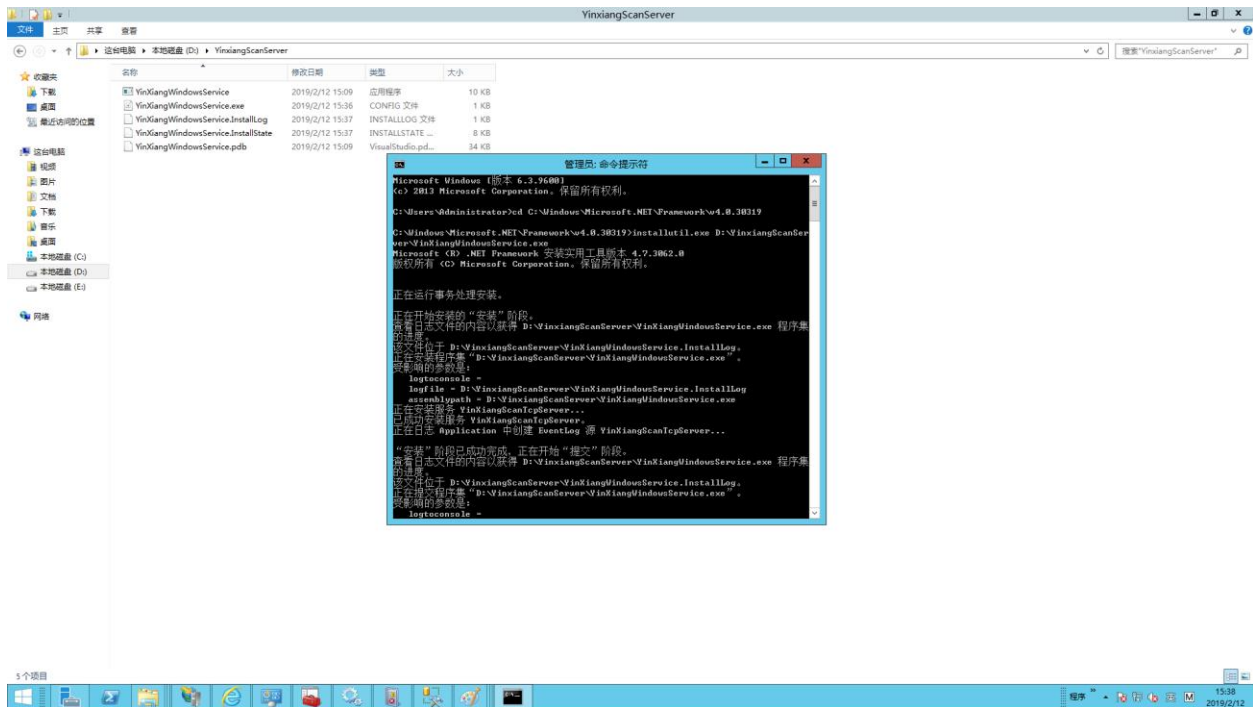 YinxiangScanServer
文件 主页 共享 查看
这台电脑 本地磁盘 (D:) YinxiangScanServer
搜索"YinxiangScanServer"
名称 修改日期 类型 大小
YinXiangWindowsService 2019/2/12 15:09 应用程序 10 KB
YinXiangWindowsService.exe 2019/2/12 15:36 CONFIG 文件 1 KB
YinXiangWindowsService.InstallLog 2019/2/12 15:37 INSTALLLOG 文件 1 KB
YinXiangWindowsService.InstallState 2019/2/12 15:37 INSTALLSTATE ... 8 KB
YinXiangWindowsService.pdb 2019/2/12 15:09 VisualStudio.pd... 34 KB
收藏夹
下载
桌面
最近访问的位置
这台电脑
视频
图片
文档
下载
音乐
桌面
本地磁盘 (C:)
本地磁盘 (D:)
本地磁盘 (E:)
网络
管理员: 命令提示符
Microsoft Windows [版本 6.3.9600]
(c) 2013 Microsoft Corporation。保留所有权利。
C:\Users\Administrator>cd C:\Windows\Microsoft.NET\Framework\v4.0.30319
C:\Windows\Microsoft.NET\Framework\v4.0.30319>installutil.exe D:\YinxiangScanSer
ver\YinXiangWindowsService.exe
Microsoft (R) .NET Framework 安装实用工具版本 4.7.3062.0
版权所有 (C) Microsoft Corporation。保留所有权利。
正在运行事务处理安装。
正在开始安装的“安装”阶段。
查看日志文件的内容以获得 D:\YinxiangScanServer\YinXiangWindowsService.exe 程序集
的进度。
该文件位于 D:\YinxiangScanServer\YinXiangWindowsService.InstallLog。
正在安装程序集“D:\YinxiangScanServer\YinXiangWindowsService.exe”。
受影响的参数是:
logtoconsole =
logfile = D:\YinxiangScanServer\YinXiangWindowsService.InstallLog
assemblypath = D:\YinxiangScanServer\YinXiangWindowsService.exe
正在安装服务 YinXiangScanTcpServer...
已成功安装服务 YinXiangScanTcpServer。
正在日志 Application 中创建 EventLog 源 YinXiangScanTcpServer...
“安装”阶段已成功完成，正在开始“提交”阶段。
查看日志文件的内容以获得 D:\YinxiangScanServer\YinXiangWindowsService.exe 程序集
的进度。
该文件位于 D:\YinxiangScanServer\YinXiangWindowsService.InstallLog。
正在提交程序集“D:\YinxiangScanServer\YinXiangWindowsService.exe”。
受影响的参数是:
logtoconsole =
5 个项目
程序 M 15:38
2019/2/12